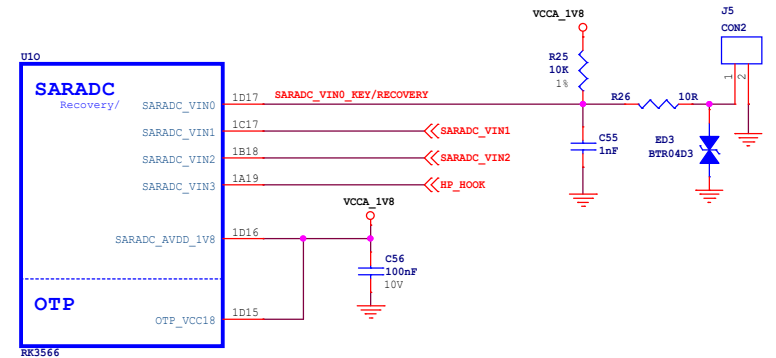 VCCA_1V8
J5
CON2
U10
R25
10K
1%
SARADC
Recovery/
SARADC_VIN0
1D17
SARADC_VIN0_KEY/RECOVERY
R26
10R
1
2
SARADC_VIN1
1C17
SARADC_VIN1
C55
1nF
ED3
BTR04D3
SARADC_VIN2
1B18
SARADC_VIN2
SARADC_VIN3
1A19
HP_HOOK
VCCA_1V8
SARADC_AVDD_1V8
1D16
C56
100nF
10V
OTP
OTP_VCC18
1D15
RK3566